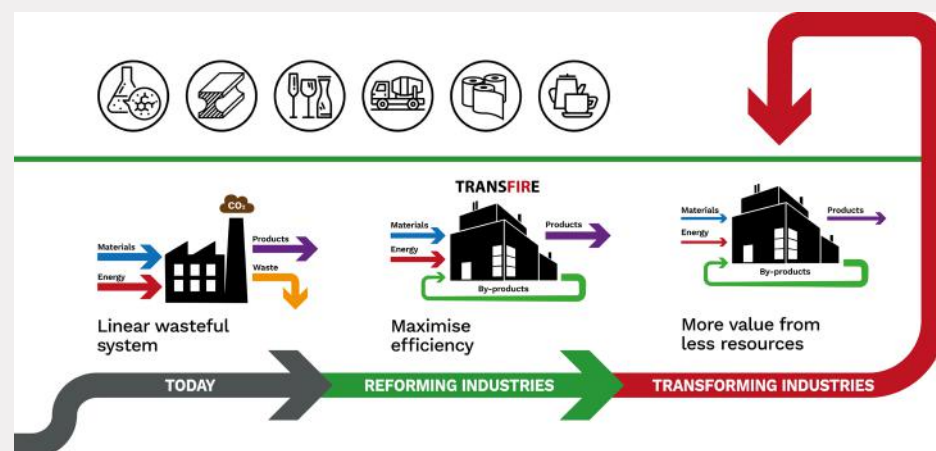 CO₂
Materials
Energy
Products
Waste
Linear wasteful
system
TRANSFIRE
Materials
Energy
Products
By-products
Maximise
efficiency
Materials
Energy
Products
By-products
More value from
less resources
TODAY
REFORMING INDUSTRIES
TRANSFORMING INDUSTRIES